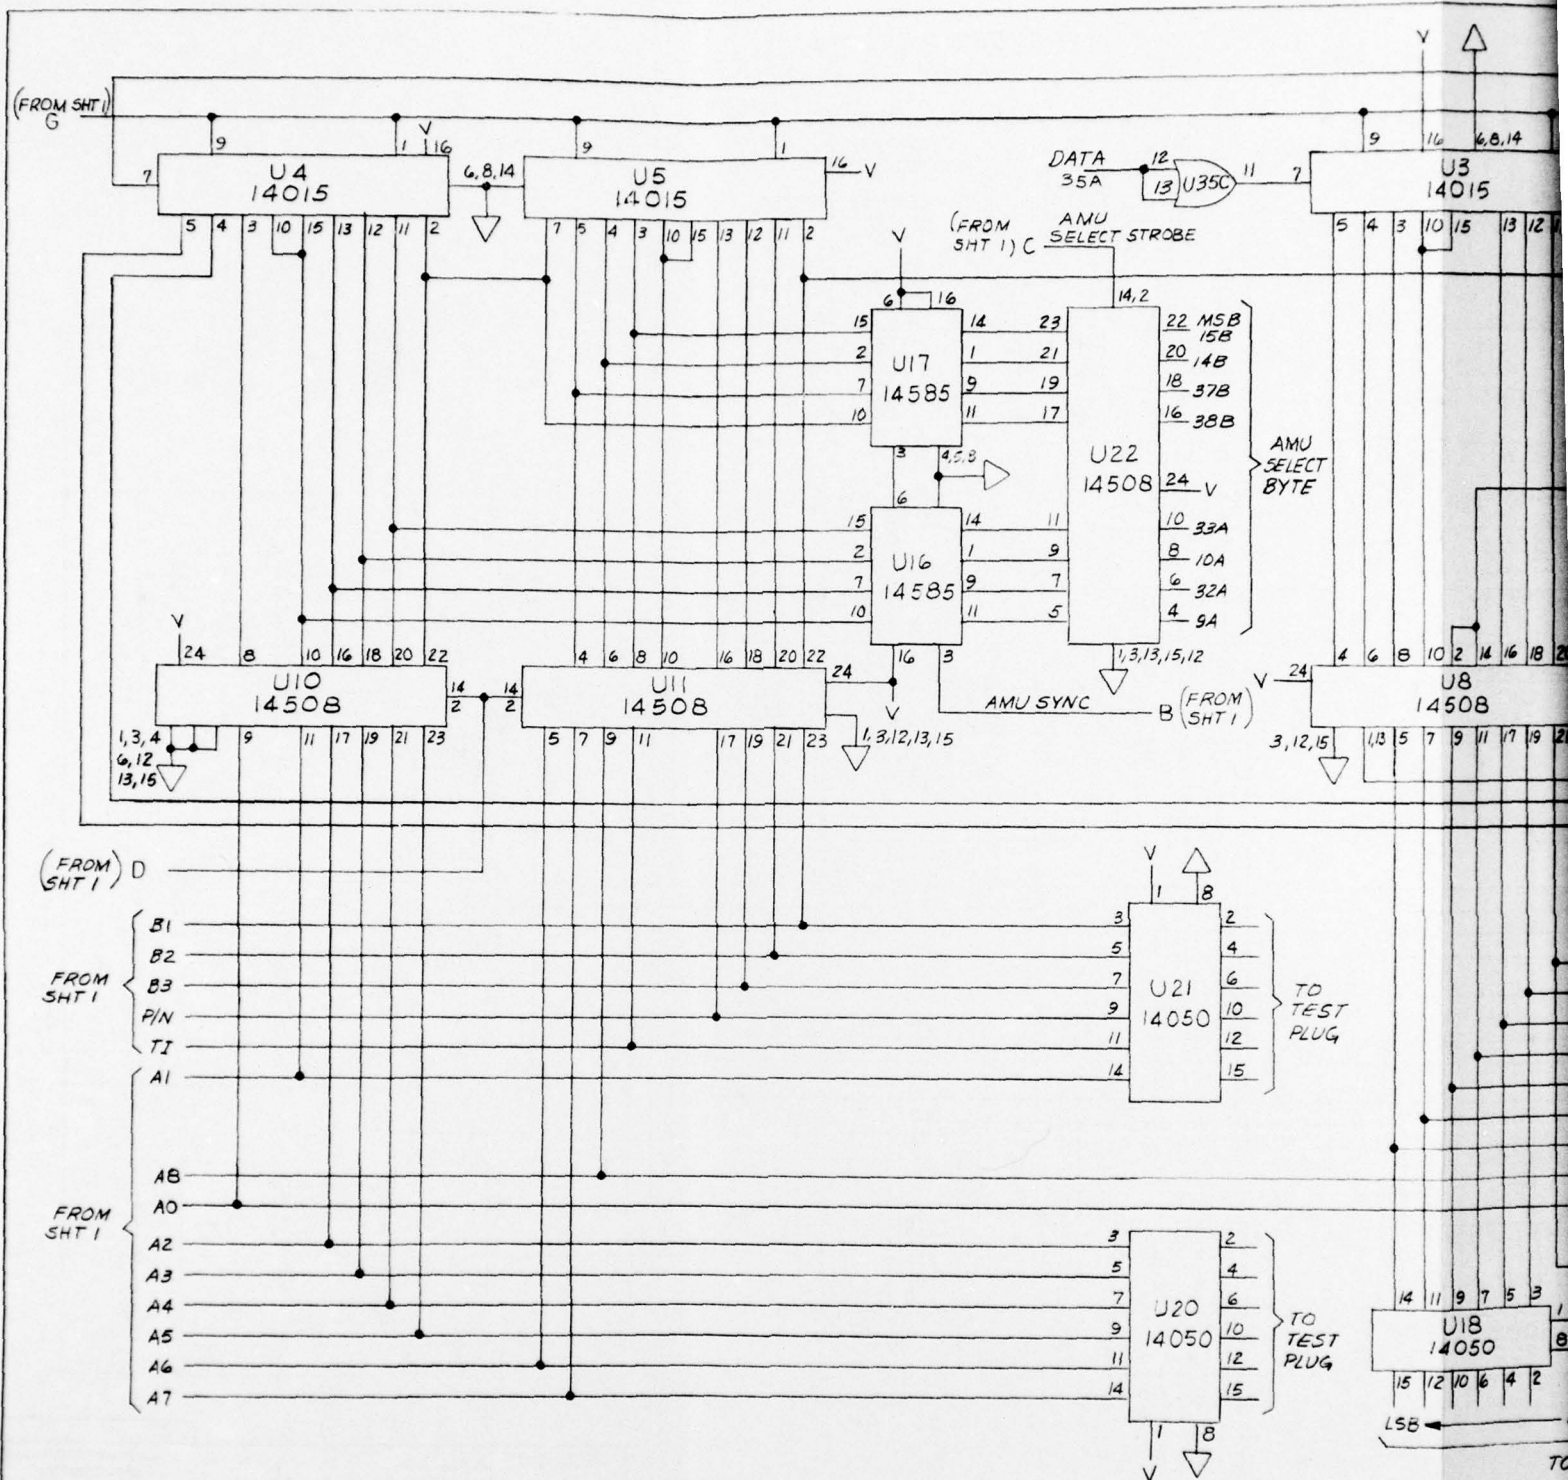 (FROM SHT 1)
G
V
9
1
16
7
U4
14015
6,8,14
5 4 3 10 15 13 12 11 2
9
1
U5
14015
16 V
7 5 4 3 10 15 13 12 11 2
DATA
35A
12
13
U35C
11
7
V
9
16
6,8,14
U3
14015
5 4 3 10 15 13 12
(FROM
SHT 1) C
AMU
SELECT STROBE
V
6 16
15
2
7
10
U17
14585
14
1
9
11
3
4,5,8
23
21
19
17
14,2
U22
14508
22 MSB
15B
20 14B
18 37B
16 38B
24 V
10 33A
8 10A
6 32A
4 9A
AMU
SELECT
BYTE
6
15
2
7
10
U16
14585
14
1
9
11
11
9
7
5
16
3
1,3,13,15,12
V
24 8 10 16 18 20 22
U10
14508
14
2
1,3,4
6,12
13,15
9 11 17 19 21 23
4 6 8 10 16 18 20 22
14
2
U11
14508
24
V
1,3,12,13,15
5 7 9 11 17 19 21 23
AMU SYNC
B (FROM
SHT 1)
V 24
4 6 8 10 2 14 16 18 20
U8
14508
3,12,15
1,13 5 7 9 11 17 19 21
(FROM
SHT 1) D
FROM
SHT 1
B1
B2
B3
P/N
TI
V
1
8
3
5
7
9
11
14
U21
14050
2
4
6
10
12
15
TO
TEST
PLUG
FROM
SHT 1
A1
A8
A0
A2
A3
A4
A5
A6
A7
3
5
7
9
11
14
U20
14050
2
4
6
10
12
15
1
8
V
TO
TEST
PLUG
14 11 9 7 5 3
U18
14050
1
8
15 12 10 6 4 2
LSB
TO